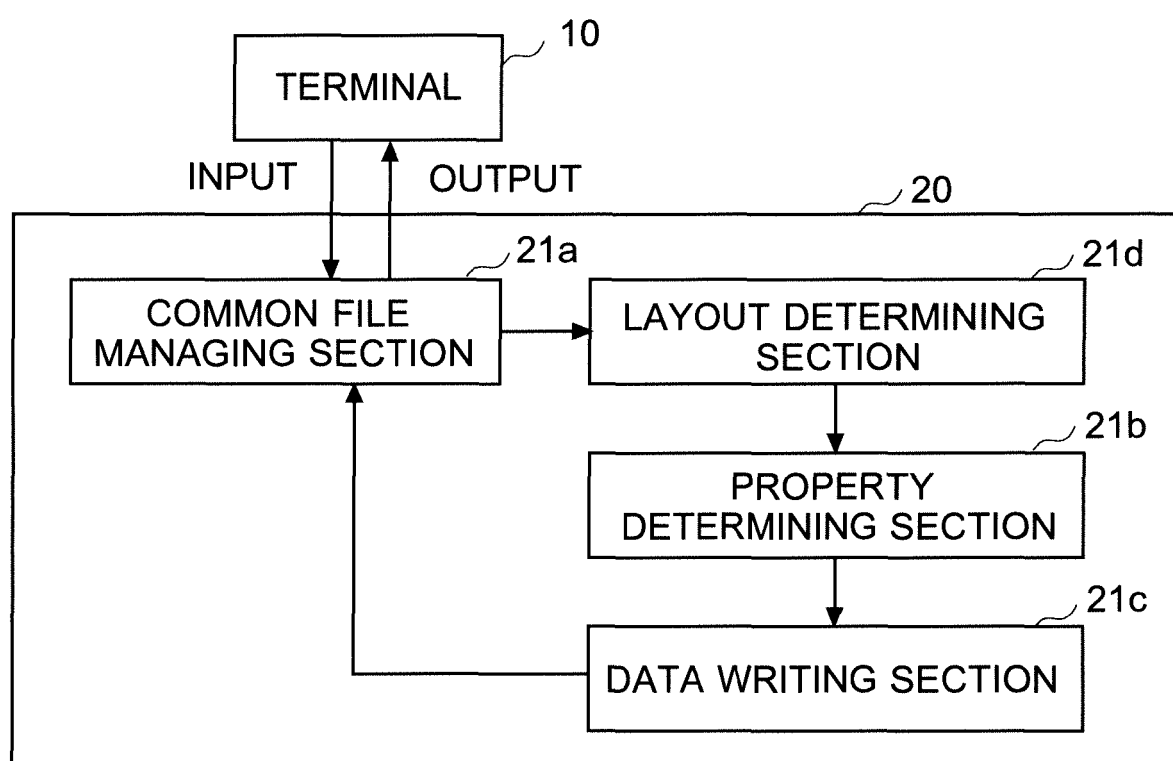 10
TERMINAL
INPUT
OUTPUT
20
21a
21d
COMMON FILE
MANAGING SECTION
LAYOUT DETERMINING
SECTION
21b
PROPERTY
DETERMINING SECTION
21c
DATA WRITING SECTION